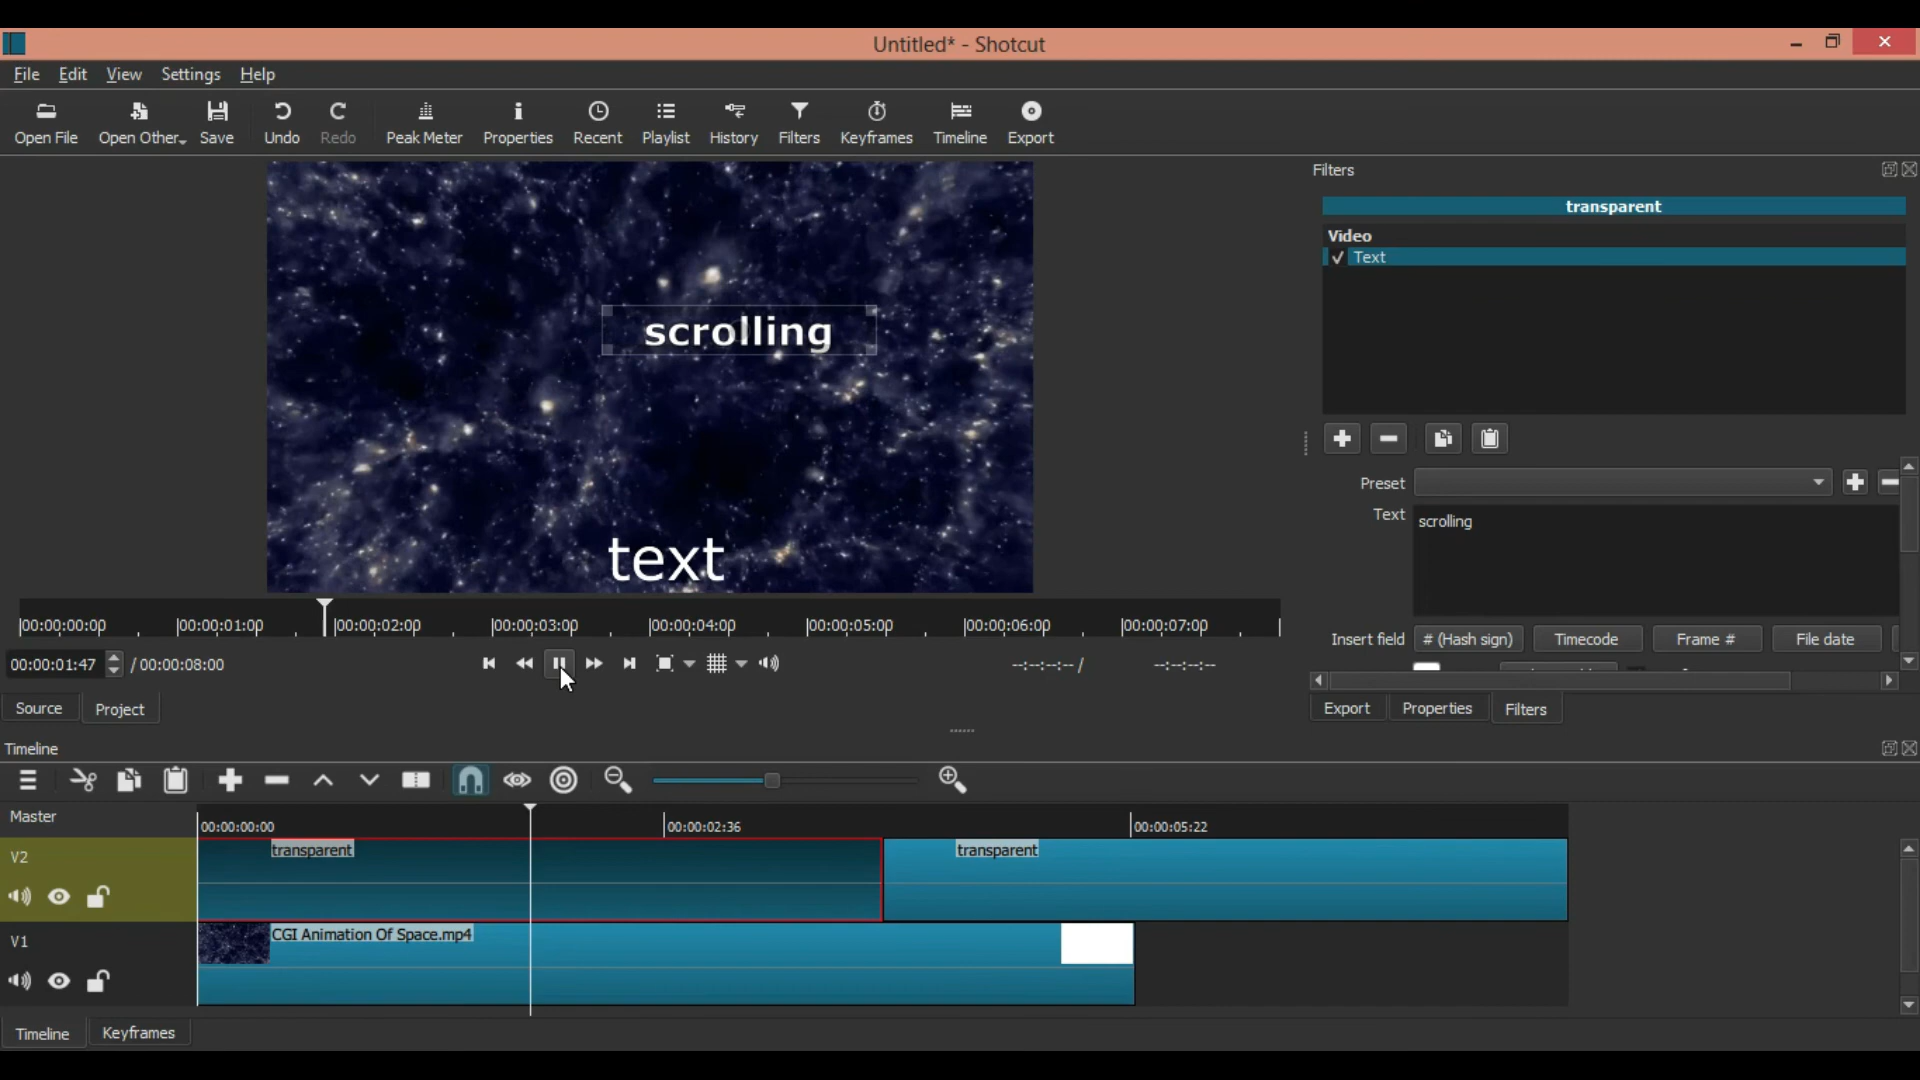 Untitled* - Shotcut
File Edit View Settings Help
Open File Open Other Save Undo Redo Peak Meter Properties Recent Playlist History Filters Keyframes Timeline Export
Filters
transparent
Video
✓ Text
scrolling
text
Preset
Text scrolling
Insert field # (Hash sign) Timecode Frame # File date
00:00:00:00 00:00:01:00 00:00:02:00 00:00:03:00 00:00:04:00 00:00:05:00 00:00:06:00 00:00:07:00
00:00:01:47 / 00:00:08:00 --:--:--:-- / --:--:--:--
Source Project
Export Properties Filters
Timeline
Master
00:00:00:00 00:00:02:36 00:00:05:22
V2 transparent transparent
V1 CGI Animation Of Space.mp4
Timeline Keyframes